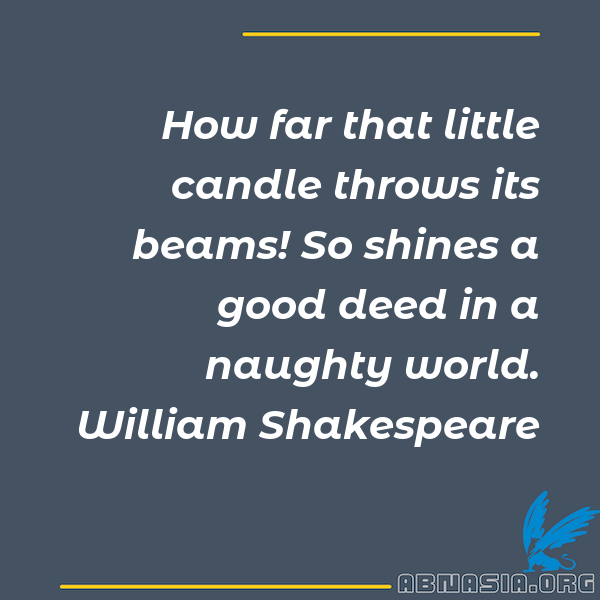 How far that little
candle throws its
beams! So shines a
good deed in a
naughty world.
William Shakespeare
ABNASIA.ORG